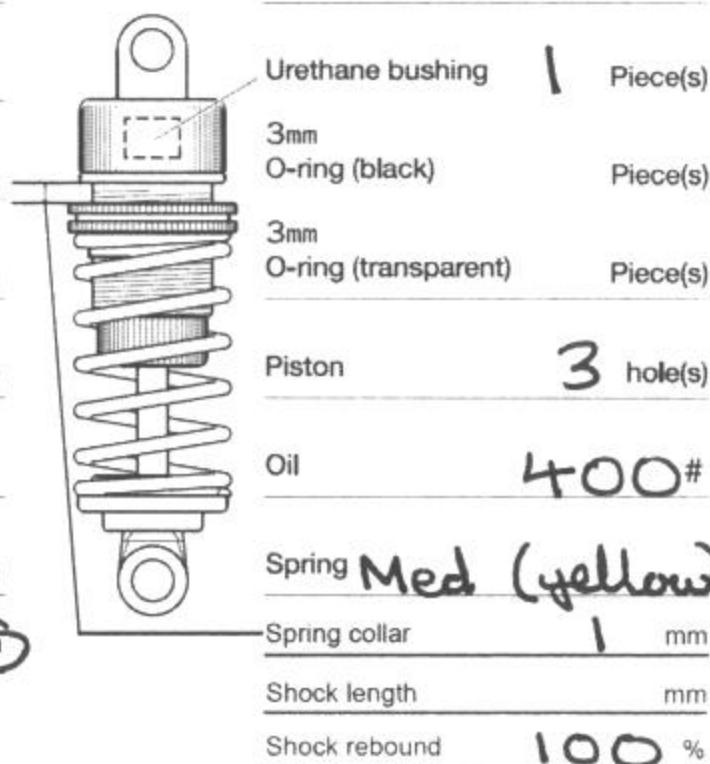 Urethane bushing 1 Piece(s)
3mm
O-ring (black) Piece(s)
3mm
O-ring (transparent) Piece(s)
Piston 3 hole(s)
Oil 400#
Spring Med (yellow
Spring collar 1 mm
Shock length mm
Shock rebound 100 %